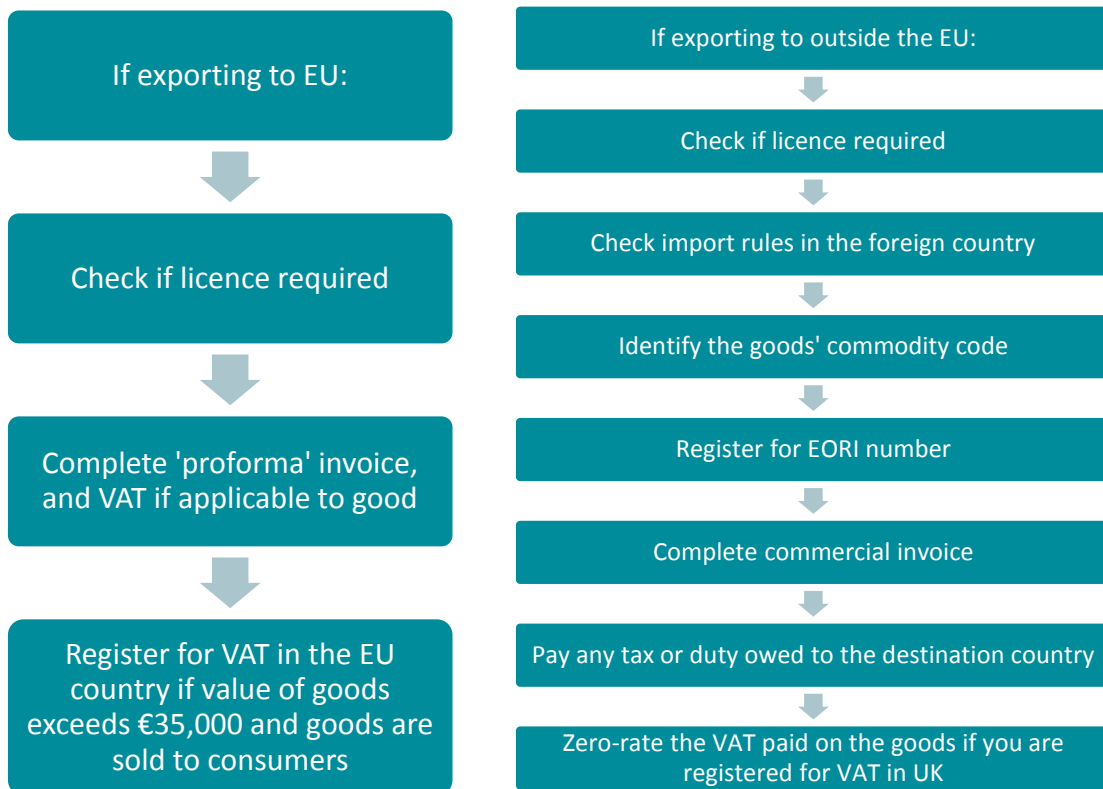 If exporting to EU:
Check if licence required
Complete 'proforma' invoice,
and VAT if applicable to good
Register for VAT in the EU
country if value of goods
exceeds €35,000 and goods are
sold to consumers
If exporting to outside the EU:
Check if licence required
Check import rules in the foreign country
Identify the goods' commodity code
Register for EORI number
Complete commercial invoice
Pay any tax or duty owed to the destination country
Zero-rate the VAT paid on the goods if you are
registered for VAT in UK